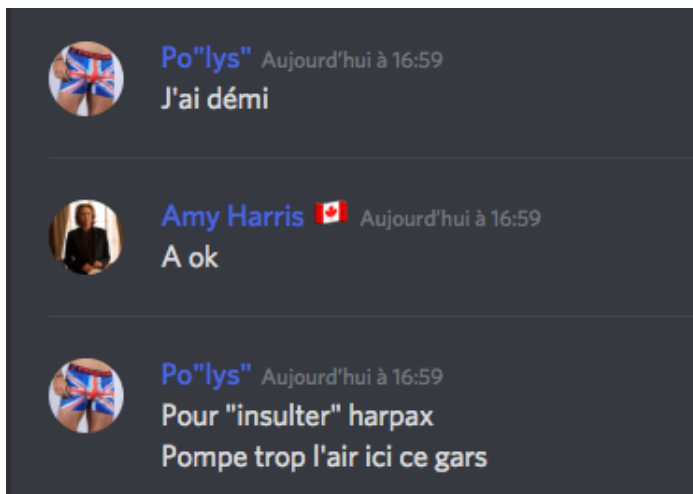 Po"lys" Aujourd'hui à 16:59
J'ai démi
Amy Harris 🇨🇦 Aujourd'hui à 16:59
A ok
Po"lys" Aujourd'hui à 16:59
Pour "insulter" harpax
Pompe trop l'air ici ce gars